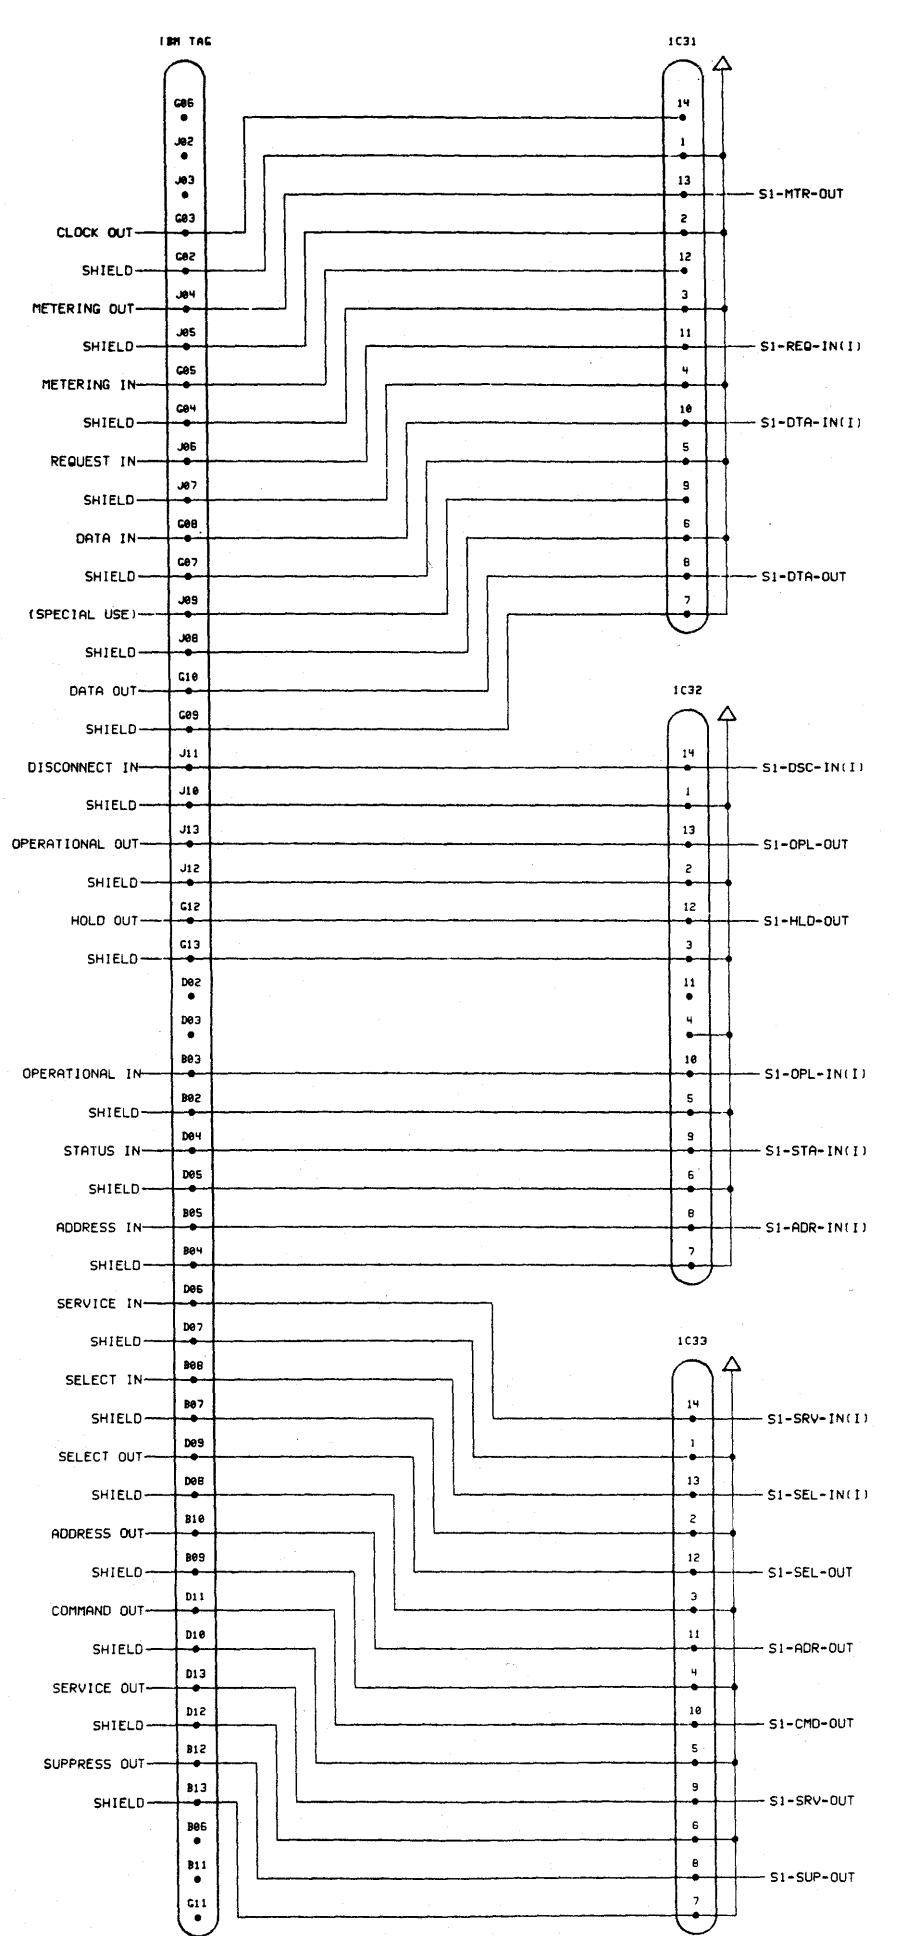 IBM TAG 1C31
G06 14
J02 1
J03 13 S1-MTR-OUT
CLOCK OUT G03 2
SHIELD G02 12
METERING OUT J04 3
SHIELD J05 11 S1-REQ-IN(I)
METERING IN G05 4
SHIELD G04 10 S1-DTA-IN(I)
REQUEST IN J06 5
SHIELD J07 9
DATA IN G08 6
SHIELD G07 8 S1-DTA-OUT
(SPECIAL USE) J09 7
SHIELD J08
DATA OUT G10 1C32
SHIELD G09
DISCONNECT IN J11 14 S1-DSC-IN(I)
SHIELD J10 1
OPERATIONAL OUT J13 13 S1-OPL-OUT
SHIELD J12 2
HOLD OUT G12 12 S1-HLD-OUT
SHIELD G13 3
D02 11
D03 4
OPERATIONAL IN B03 10 S1-OPL-IN(I)
SHIELD B02 5
STATUS IN D04 9 S1-STA-IN(I)
SHIELD D05 6
ADDRESS IN B05 8 S1-ADR-IN(I)
SHIELD B04 7
SERVICE IN D06
SHIELD D07 1C33
SELECT IN B08
SHIELD B07 14 S1-SRV-IN(I)
SELECT OUT D09 1
SHIELD D08 13 S1-SEL-IN(I)
ADDRESS OUT B10 2
SHIELD B09 12 S1-SEL-OUT
COMMAND OUT D11 3
SHIELD D10 11 S1-ADR-OUT
SERVICE OUT D13 4
SHIELD D12 10 S1-CMD-OUT
SUPPRESS OUT B12 5
SHIELD B13 9 S1-SRV-OUT
B06 6
B11 8 S1-SUP-OUT
G11 7